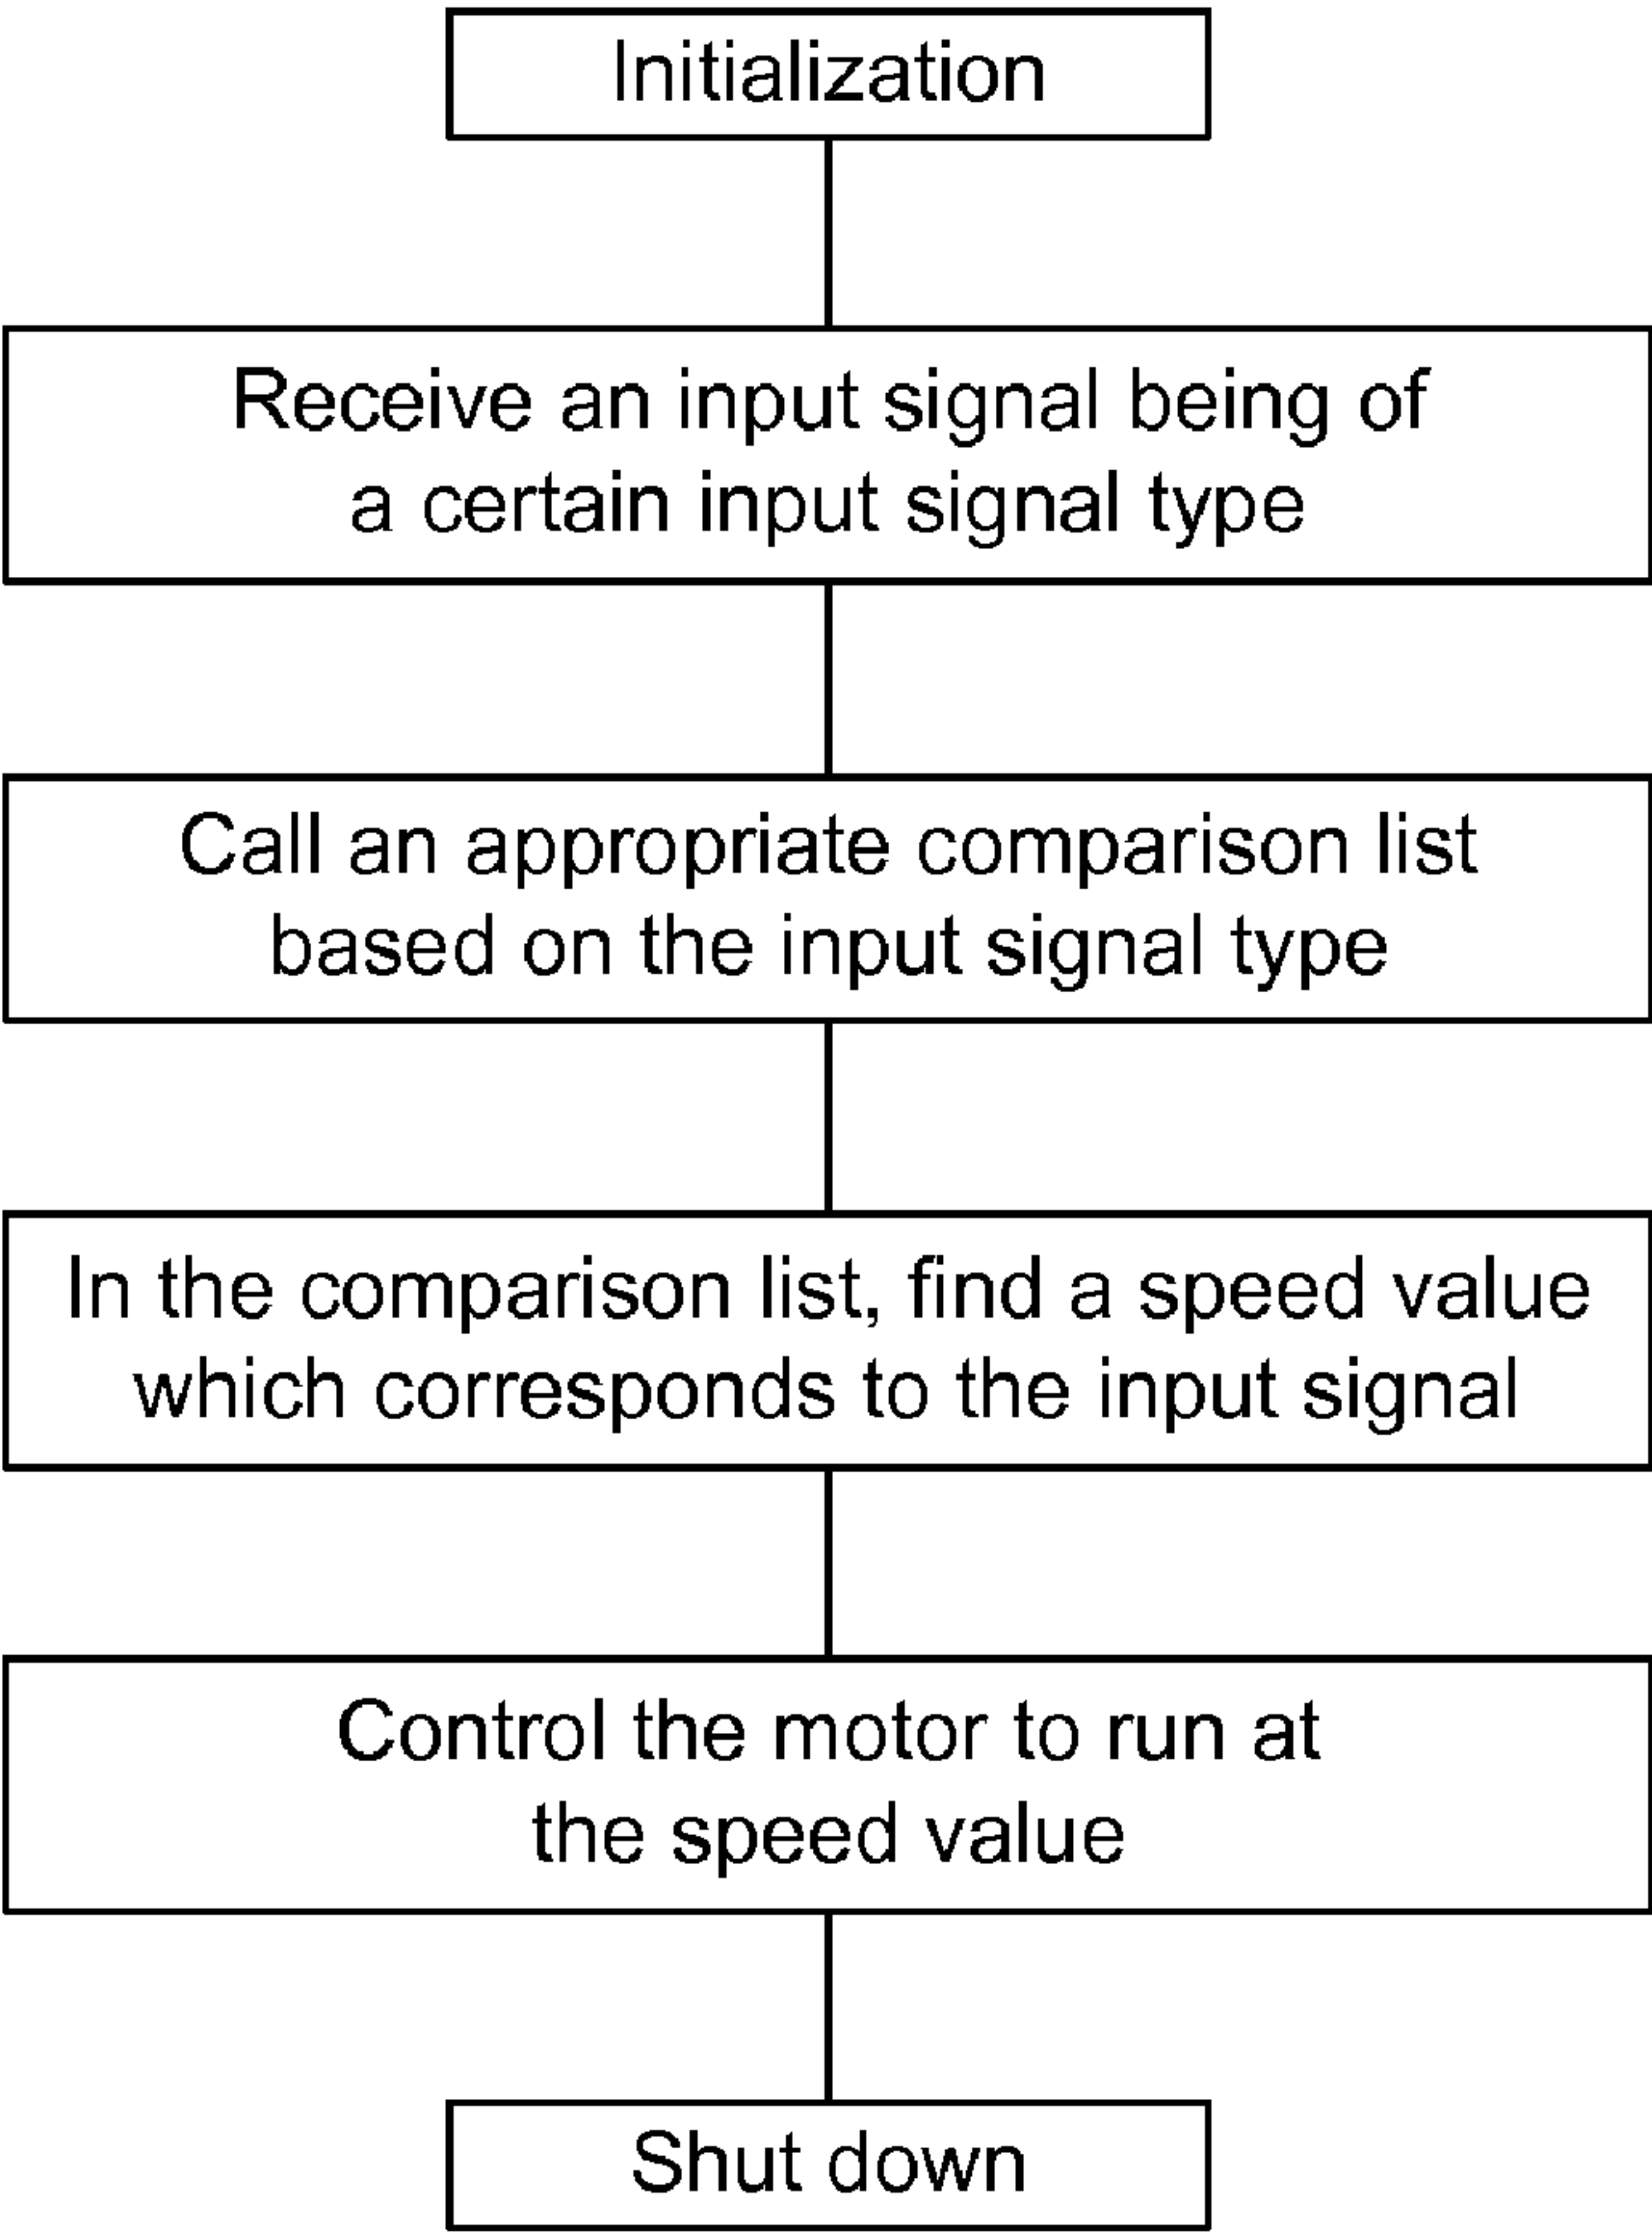 Initialization
Receive an input signal being of
a certain input signal type
Call an appropriate comparison list
based on the input signal type
In the comparison list, find a speed value
which corresponds to the input signal
Control the motor to run at
the speed value
Shut down